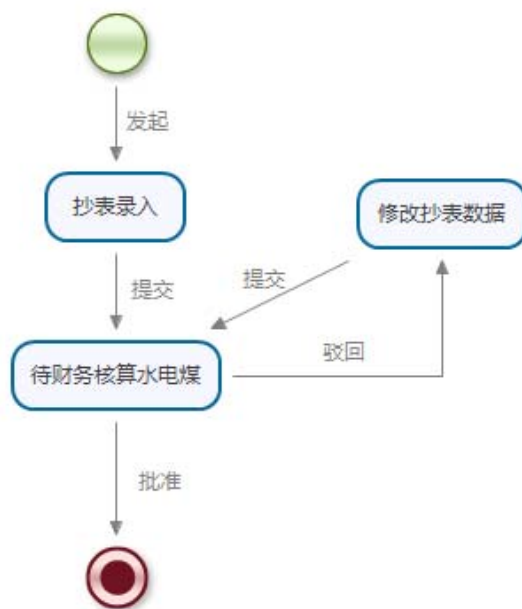 发起
抄表录入
修改抄表数据
提交
提交
待财务核算水电煤
驳回
批准